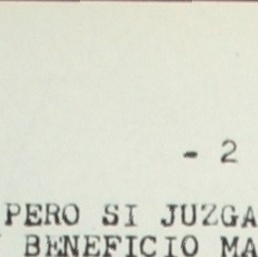 - 2
PERO SI JUZGA
BENEFICIO MA